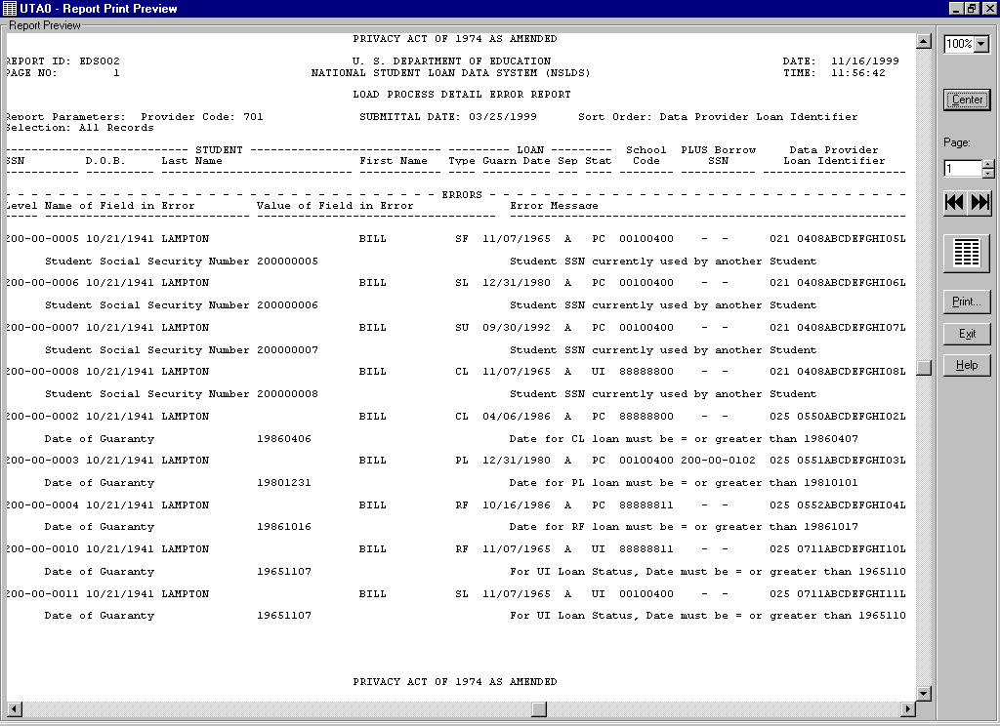 UTA0 - Report Print Preview
Report Preview
PRIVACY ACT OF 1974 AS AMENDED
REPORT ID: EDS002 U. S. DEPARTMENT OF EDUCATION DATE: 11/16/1999
PAGE NO: 1 NATIONAL STUDENT LOAN DATA SYSTEM (NSLDS) TIME: 11:56:42
LOAD PROCESS DETAIL ERROR REPORT
Report Parameters: Provider Code: 701 SUBMITTAL DATE: 03/25/1999 Sort Order: Data Provider Loan Identifier
Selection: All Records
STUDENT LOAN School PLUS Borrow Data Provider
SSN D.O.B. Last Name First Name Type Guarn Date Sep Stat Code SSN Loan Identifier
ERRORS
Level Name of Field in Error Value of Field in Error Error Message
200-00-0005 10/21/1941 LAMPTON BILL SF 11/07/1965 A PC 00100400 - - 021 0408ABCDEFGHI05L
Student Social Security Number 200000005 Student SSN currently used by another Student
200-00-0006 10/21/1941 LAMPTON BILL SL 12/31/1980 A PC 00100400 - - 021 0408ABCDEFGHI06L
Student Social Security Number 200000006 Student SSN currently used by another Student
200-00-0007 10/21/1941 LAMPTON BILL SU 09/30/1992 A PC 00100400 - - 021 0408ABCDEFGHI07L
Student Social Security Number 200000007 Student SSN currently used by another Student
200-00-0008 10/21/1941 LAMPTON BILL CL 11/07/1965 A UI 88888800 - - 021 0408ABCDEFGHI08L
Student Social Security Number 200000008 Student SSN currently used by another Student
200-00-0002 10/21/1941 LAMPTON BILL CL 04/06/1986 A PC 88888800 - - 025 0550ABCDEFGHI02L
Date of Guaranty 19860406 Date for CL loan must be = or greater than 19860407
200-00-0003 10/21/1941 LAMPTON BILL PL 12/31/1980 A PC 00100400 200-00-0102 025 0551ABCDEFGHI03L
Date of Guaranty 19801231 Date for PL loan must be = or greater than 19810101
200-00-0004 10/21/1941 LAMPTON BILL RF 10/16/1986 A PC 88888811 - - 025 0552ABCDEFGHI04L
Date of Guaranty 19861016 Date for RF loan must be = or greater than 19861017
200-00-0010 10/21/1941 LAMPTON BILL RF 11/07/1965 A UI 88888811 - - 025 0711ABCDEFGHI10L
Date of Guaranty 19651107 For UI Loan Status, Date must be = or greater than 1965110
200-00-0011 10/21/1941 LAMPTON BILL SL 11/07/1965 A UI 00100400 - - 025 0711ABCDEFGHI11L
Date of Guaranty 19651107 For UI Loan Status, Date must be = or greater than 1965110
PRIVACY ACT OF 1974 AS AMENDED
100%
Center
Page:
1
Print...
Exit
Help